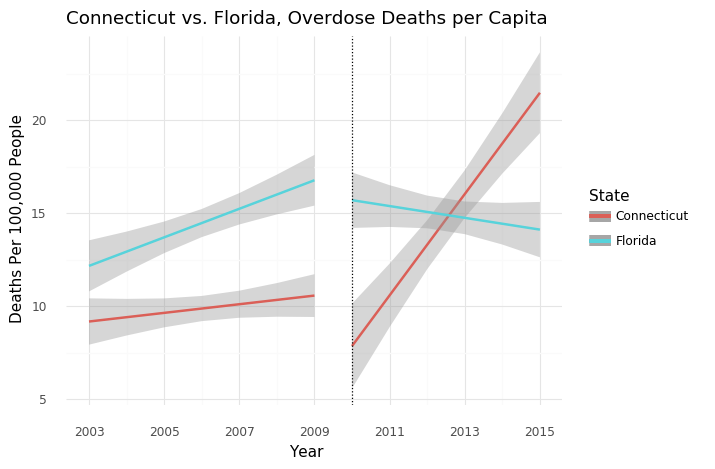 Connecticut vs. Florida, Overdose Deaths per Capita
Deaths Per 100,000 People
20
15
10
5
2003 2005 2007 2009 2011 2013 2015
Year
State
Connecticut
Florida